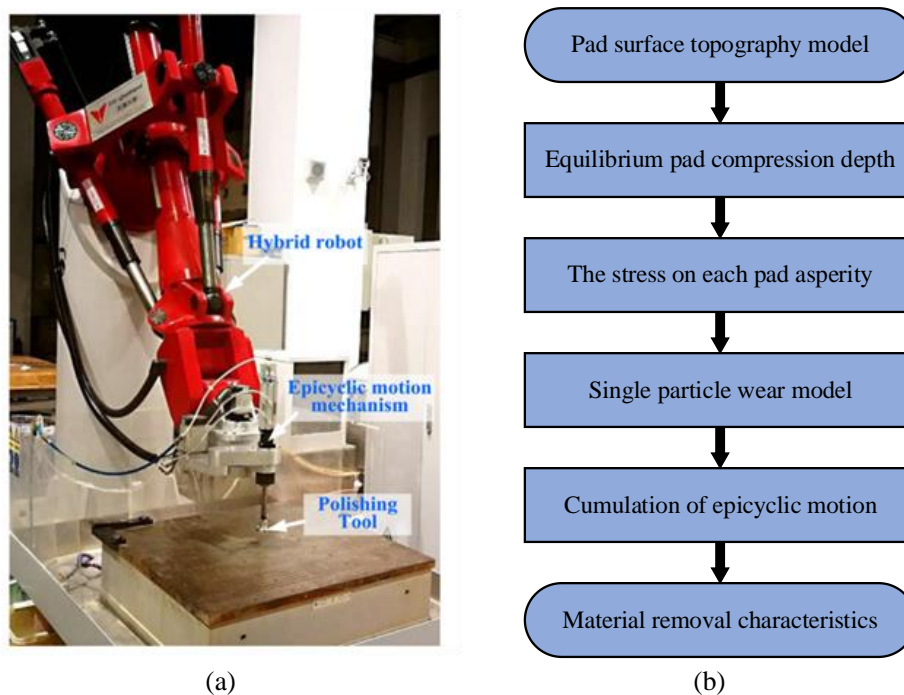 Hybrid robot
Epicyclic motion
mechanism
Polishing
Tool
(a)
Pad surface topography model
Equilibrium pad compression depth
The stress on each pad asperity
Single particle wear model
Cumulation of epicyclic motion
Material removal characteristics
(b)